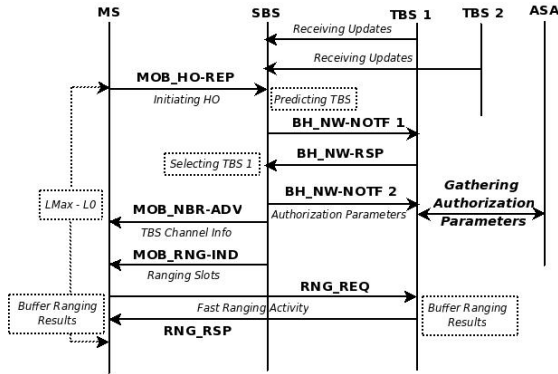 MS
SBS
TBS 1
TBS 2
ASA
Receiving Updates
Receiving Updates
MOB_HO-REP
Initiating HO
Predicting TBS
BH_NW-NOTF 1
BH_NW-RSP
Selecting TBS 1
BH_NW-NOTF 2
Authorization Parameters
Gathering
Authorization
Parameters
LMax - L0
MOB_NBR-ADV
TBS Channel Info
MOB_RNG-IND
Ranging Slots
RNG_REQ
Fast Ranging Activity
RNG_RSP
Buffer Ranging
Results
Buffer Ranging
Results